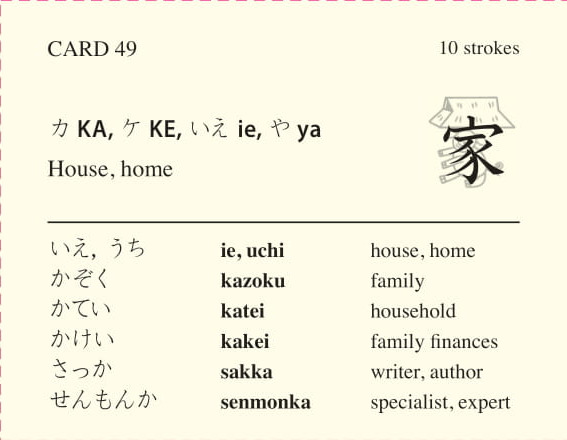 CARD 49 10 strokes
カ KA, ケ KE, いえ ie, や ya
家
House, home
いえ, うち ie, uchi house, home
かぞく kazoku family
かてい katei household
かけい kakei family finances
さっか sakka writer, author
せんもんか senmonka specialist, expert